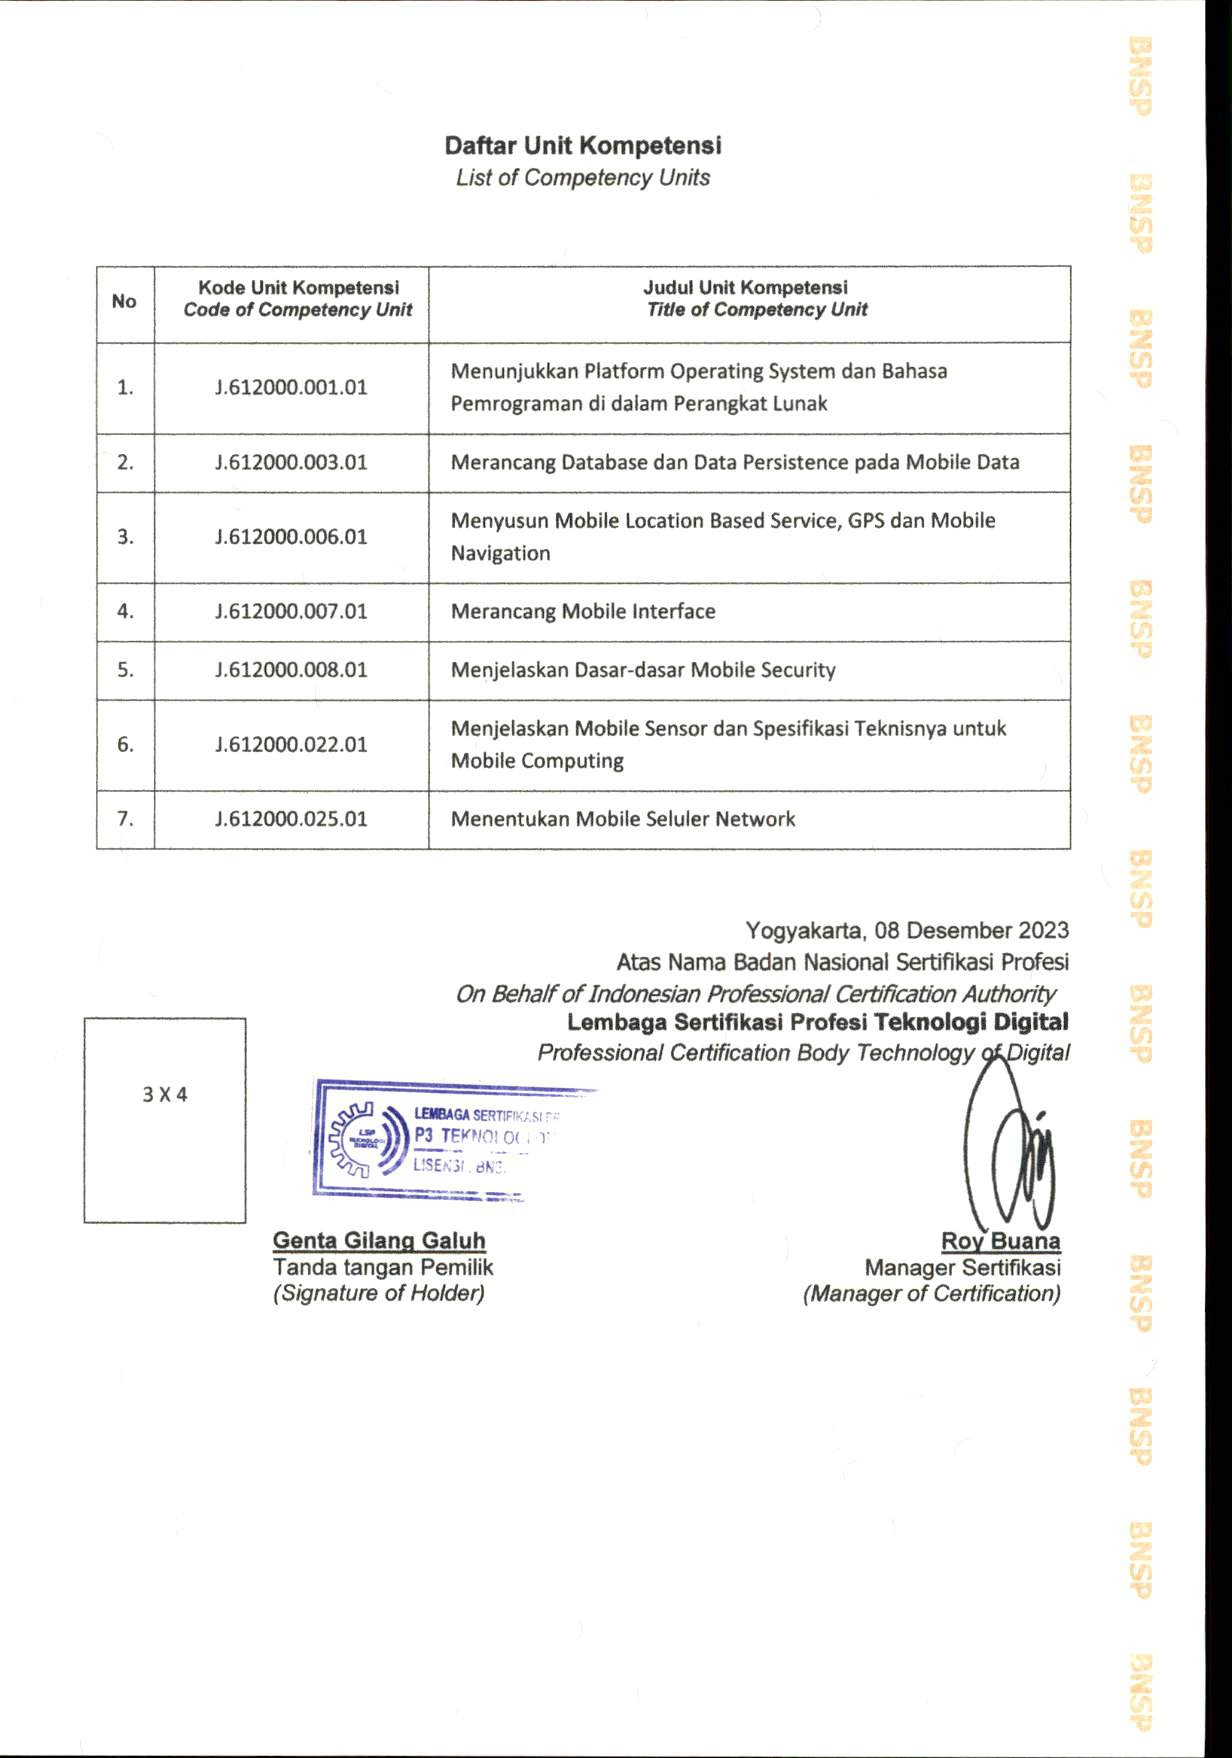 Daftar Unit Kompetensi
List of Competency Units
No
Kode Unit Kompetensi
Code of Competency Unit
Judul Unit Kompetensi
Title of Competency Unit
1.
J.612000.001.01
Menunjukkan Platform Operating System dan Bahasa
Pemrograman di dalam Perangkat Lunak
2.
J.612000.003.01
Merancang Database dan Data Persistence pada Mobile Data
3.
J.612000.006.01
Menyusun Mobile Location Based Service, GPS dan Mobile
Navigation
4.
J.612000.007.01
Merancang Mobile Interface
5.
J.612000.008.01
Menjelaskan Dasar-dasar Mobile Security
6.
J.612000.022.01
Menjelaskan Mobile Sensor dan Spesifikasi Teknisnya untuk
Mobile Computing
7.
J.612000.025.01
Menentukan Mobile Seluler Network
Yogyakarta, 08 Desember 2023
Atas Nama Badan Nasional Sertifikasi Profesi
On Behalf of Indonesian Professional Certification Authority
Lembaga Sertifikasi Profesi Teknologi Digital
Professional Certification Body Technology of Digital
3 X 4
LSP
TEKNOLOGI
DIGITAL
LEMBAGA SERTIFIKASI
P3 TEKNOLOGI
LISENSI BNS
Genta Gilang Galuh
Tanda tangan Pemilik
(Signature of Holder)
Roy Buana
Manager Sertifikasi
(Manager of Certification)
BNSP
BNSP
BNSP
BNSP
BNSP
BNSP
BNSP
BNSP
BNSP
BNSP
BNSP
BNSP
BNSP